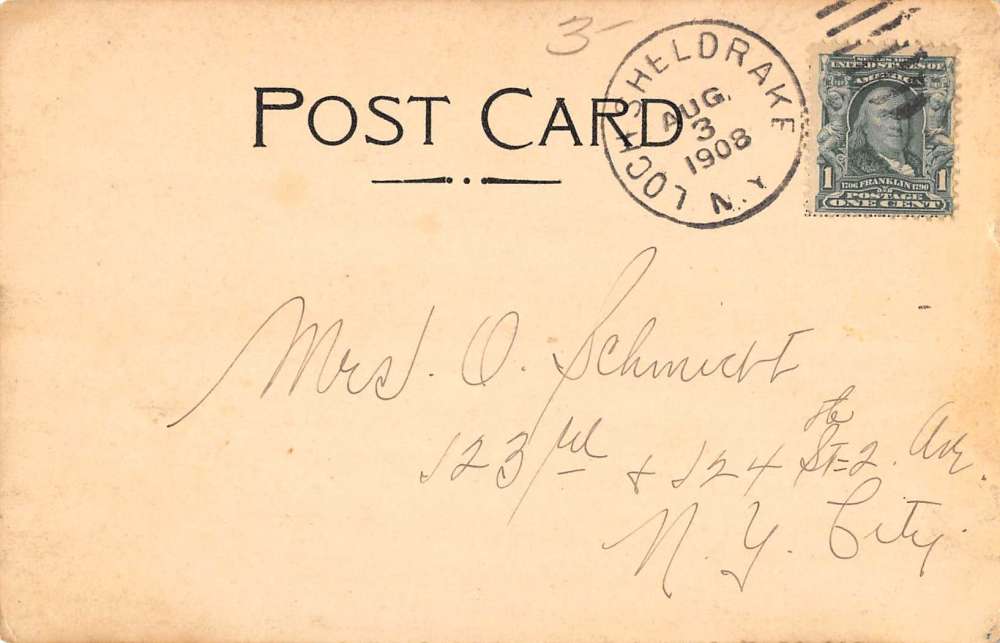 3-
POST CARD
LOCH SHELDRAKE
AUG.
3
1908
N.Y.
UNITED STATES OF
AMERICA
1 1
1706 FRANKLIN 1790
POSTAGE
ONE CENT
Mrs. O. Schmidt
123rd & 124th St=2. Ave
N. Y. City.